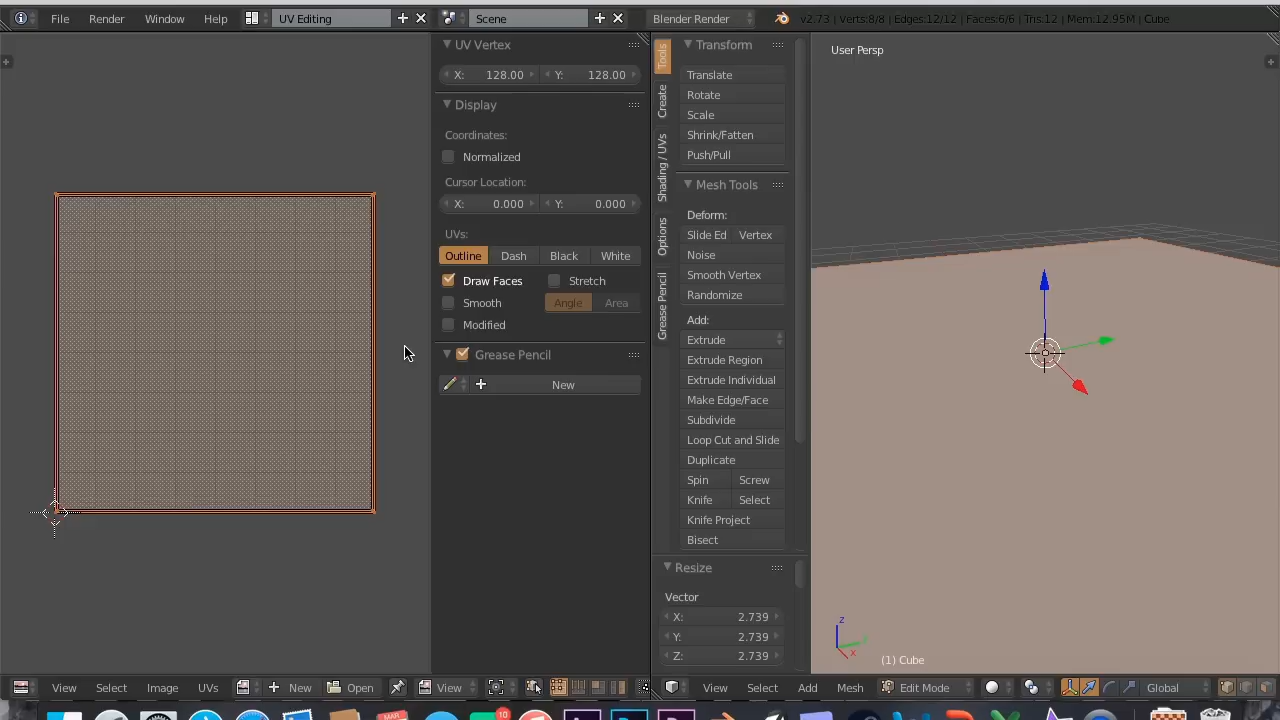 File Render Window Help UV Editing Scene Blender Render v2.73 | Verts:8/8 | Edges:12/12 | Faces:6/6 | Tris:12 | Mem:12.95M | Cube
UV Vertex
X: 128.00 Y: 128.00
Display
Coordinates:
Normalized
Cursor Location:
X: 0.000 Y: 0.000
UVs:
Outline Dash Black White
Draw Faces Stretch
Smooth Angle Area
Modified
Grease Pencil
New
Tools
Create
Shading / UVs
Options
Grease Pencil
Transform
Translate
Rotate
Scale
Shrink/Fatten
Push/Pull
Mesh Tools
Deform:
Slide Ed Vertex
Noise
Smooth Vertex
Randomize
Add:
Extrude
Extrude Region
Extrude Individual
Make Edge/Face
Subdivide
Loop Cut and Slide
Duplicate
Spin Screw
Knife Select
Knife Project
Bisect
Resize
Vector
X: 2.739
Y: 2.739
Z: 2.739
User Persp
z
x
(1) Cube
View Select Image UVs New Open View
View Select Add Mesh Edit Mode Global
MAR 10